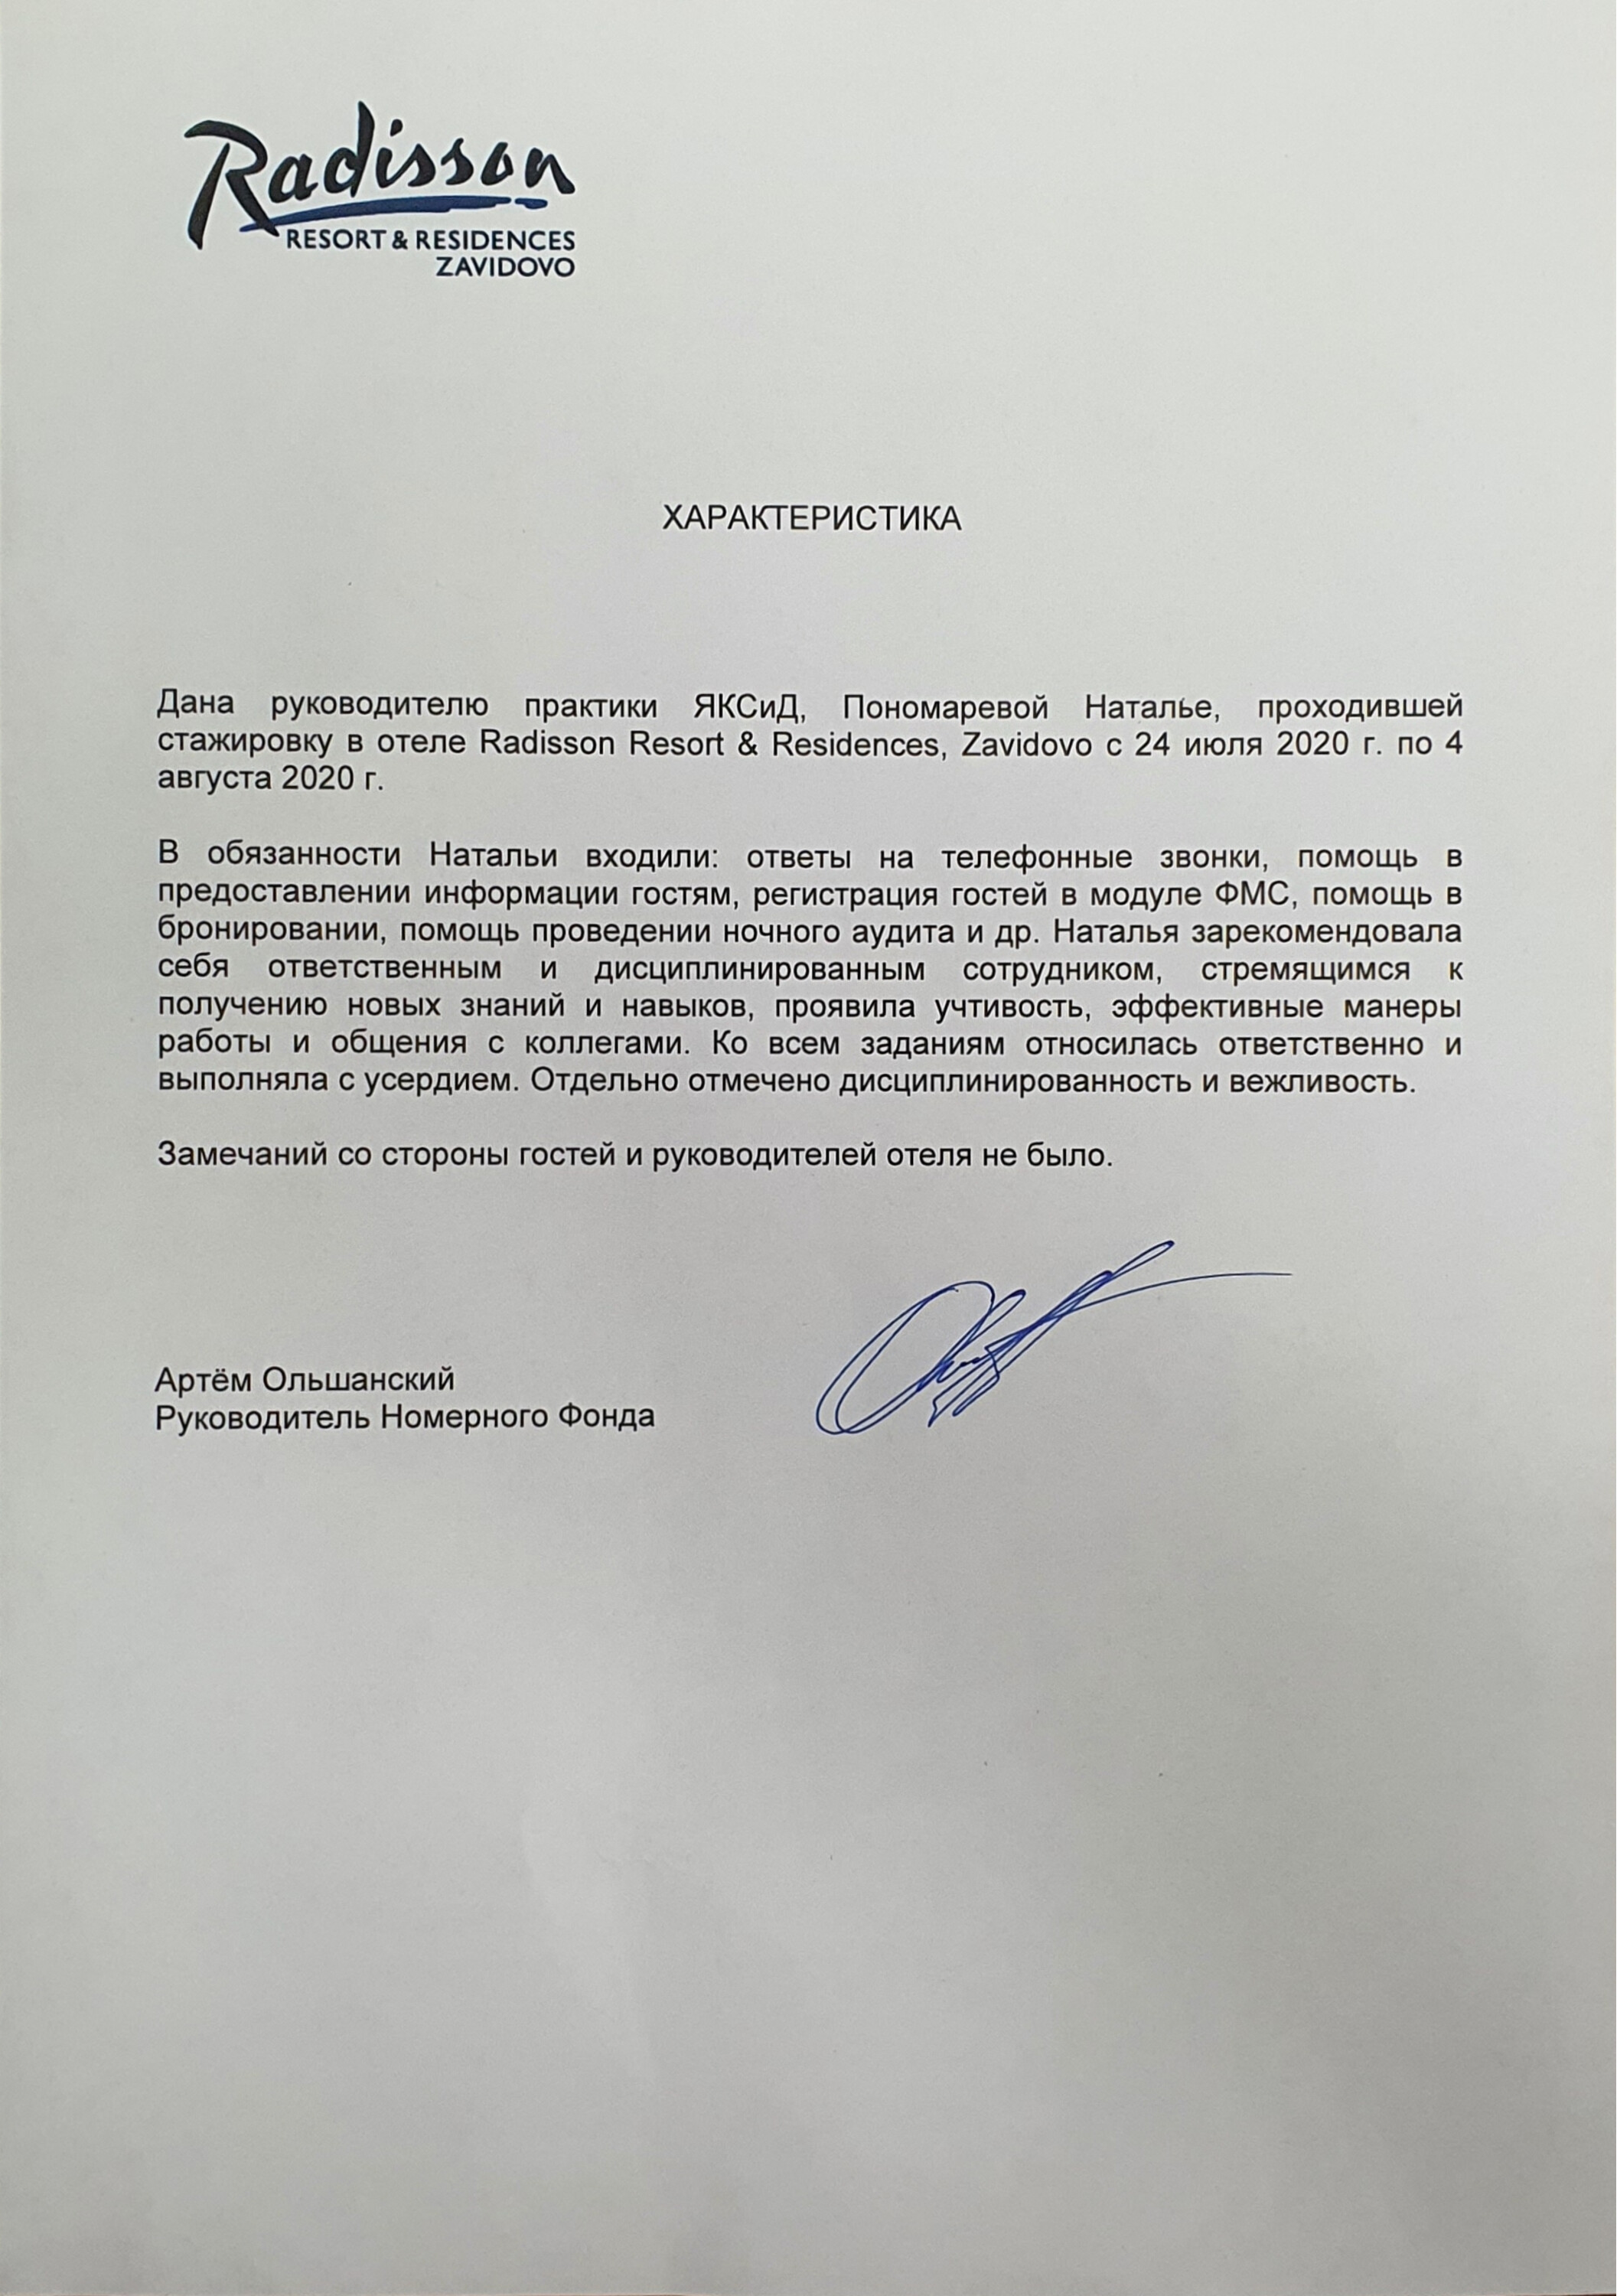 Radisson
RESORT & RESIDENCES
ZAVIDOVO
ХАРАКТЕРИСТИКА
Дана руководителю практики ЯКСиД, Пономаревой Наталье, проходившей
стажировку в отеле Radisson Resort & Residences, Zavidovo с 24 июля 2020 г. по 4
августа 2020 г.
В обязанности Натальи входили: ответы на телефонные звонки, помощь в
предоставлении информации гостям, регистрация гостей в модуле ФМС, помощь в
бронировании, помощь проведении ночного аудита и др. Наталья зарекомендовала
себя ответственным и дисциплинированным сотрудником, стремящимся к
получению новых знаний и навыков, проявила учтивость, эффективные манеры
работы и общения с коллегами. Ко всем заданиям относилась ответственно и
выполняла с усердием. Отдельно отмечено дисциплинированность и вежливость.
Замечаний со стороны гостей и руководителей отеля не было.
Артём Ольшанский
Руководитель Номерного Фонда